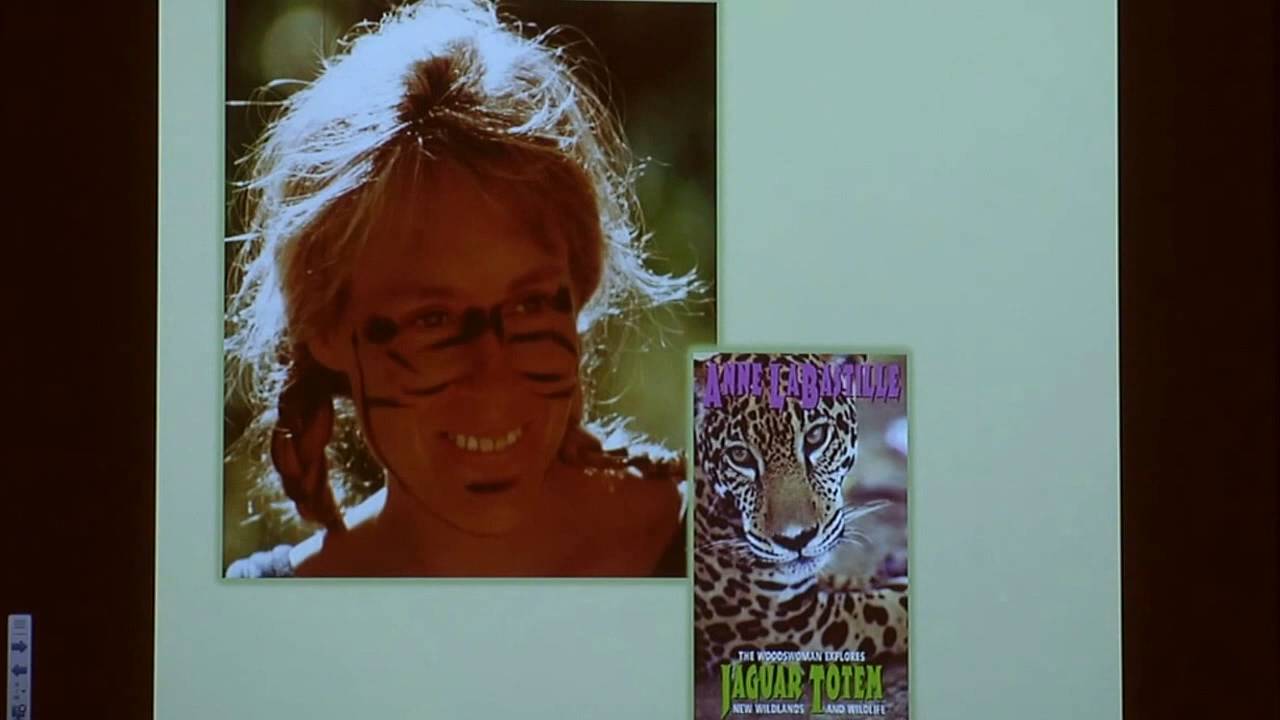 ANNE LABASTILLE
THE WOODSWOMAN EXPLORES
JAGUAR TOTEM
NEW WILDLANDS AND WILDLIFE